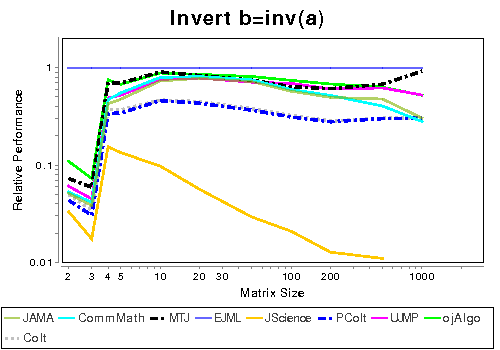 Invert b=inv(a)
Relative Performance
1
0.1
0.01
2 3 4 5 10 20 30 100 200 1000
Matrix Size
JAMA CommMath MTJ EJML JScience PColt UJMP ojAlgo
Colt